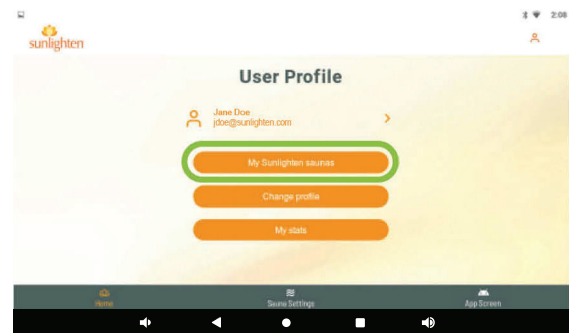 2:08
sunlighten
User Profile
Jane Doe
jdoe@sunlighten.com
My Sunlighten saunas
Change profile
My stats
Home
Sauna Settings
App Screen